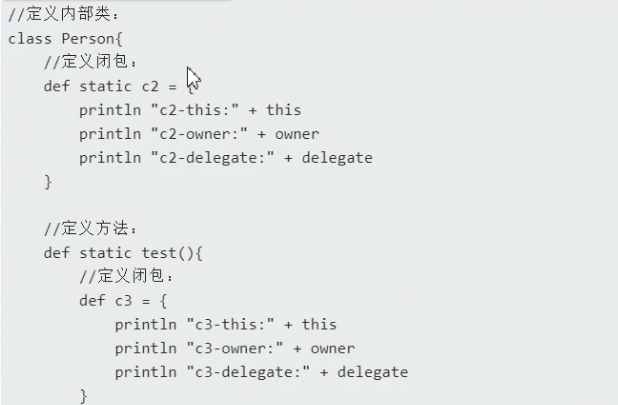 //定义内部类：
class Person{
    //定义闭包：
    def static c2 = {
        println "c2-this:" + this
        println "c2-owner:" + owner
        println "c2-delegate:" + delegate
    }

    //定义方法：
    def static test(){
        //定义闭包：
        def c3 = {
            println "c3-this:" + this
            println "c3-owner:" + owner
            println "c3-delegate:" + delegate
        }